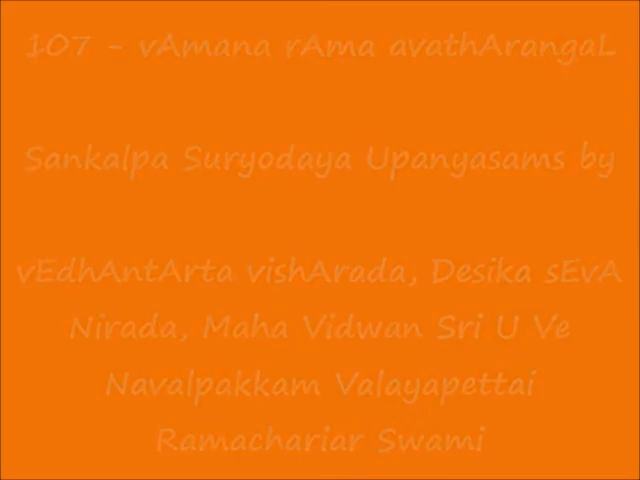 107 - vAmana rAma avathArangaL
Sankalpa Suryodaya Upanyasams by
vEdhAntArta vishArada, Desika sEvA
Nirada, Maha Vidwan Sri U Ve
Navalpakkam Valayapettai
Ramachariar Swami